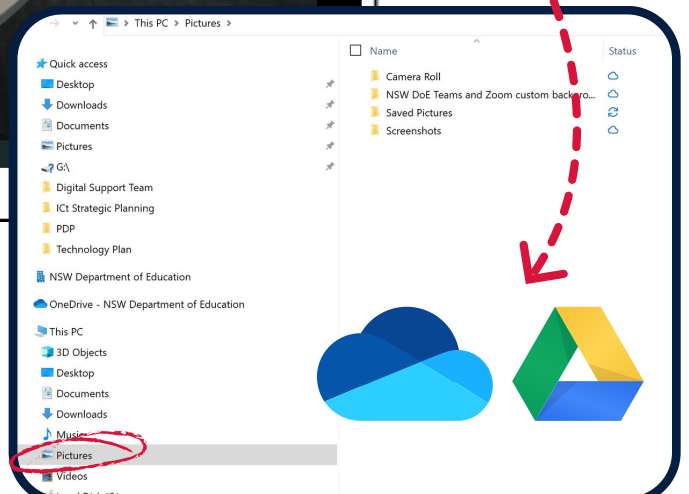 This PC > Pictures >
Name
Status
Quick access
Desktop
Downloads
Documents
Pictures
G:\
Digital Support Team
ICt Strategic Planning
PDP
Technology Plan
NSW Department of Education
OneDrive - NSW Department of Education
This PC
3D Objects
Desktop
Documents
Downloads
Music
Pictures
Videos
Camera Roll
NSW DoE Teams and Zoom custom backgro...
Saved Pictures
Screenshots